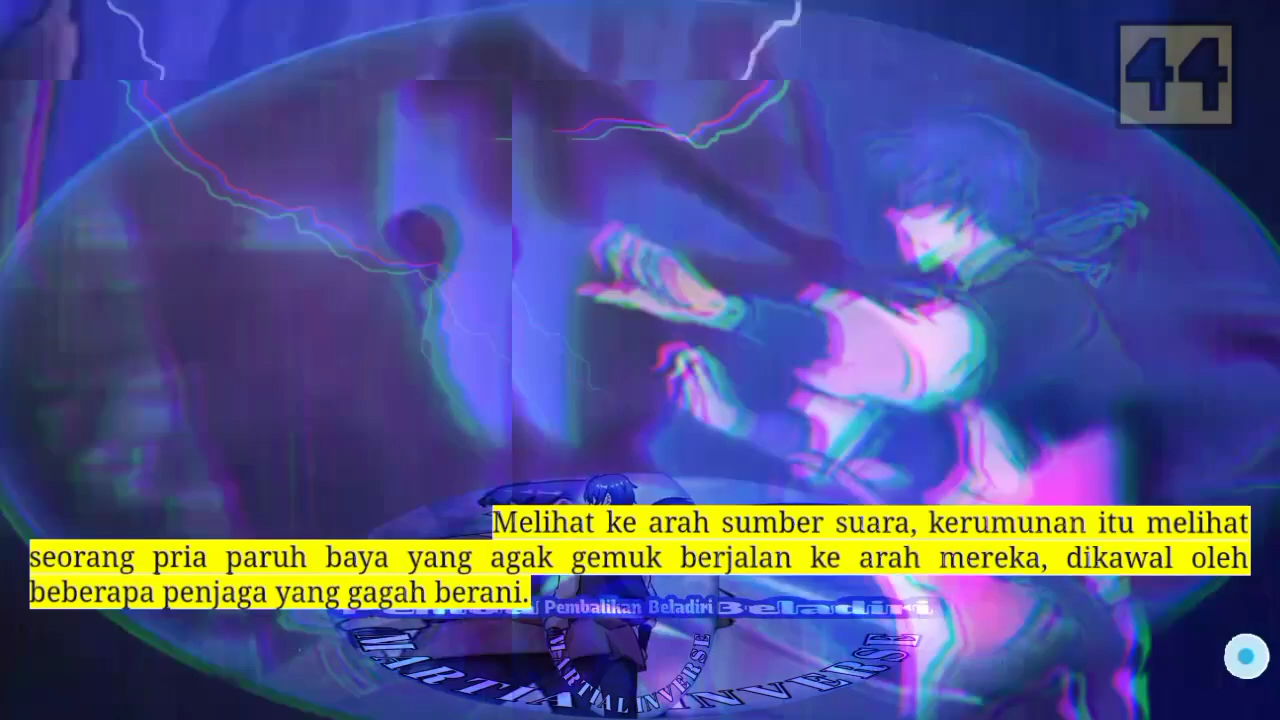 44
Melihat ke arah sumber suara, kerumunan itu melihat
seorang pria paruh baya yang agak gemuk berjalan ke arah mereka, dikawal oleh
beberapa penjaga yang gagah berani.
Pembalikan Beladiri
Beladiri
MARTIAL INVERSE
INVERSE